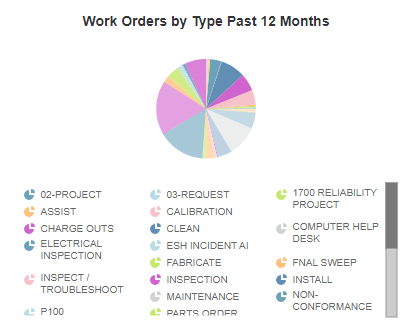 Work Orders by Type Past 12 Months
02-PROJECT
03-REQUEST
1700 RELIABILITY
PROJECT
ASSIST
CALIBRATION
CHARGE OUTS
CLEAN
COMPUTER HELP
DESK
ELECTRICAL
INSPECTION
ESH INCIDENT AI
FABRICATE
FNAL SWEEP
INSPECT /
TROUBLESHOOT
INSPECTION
INSTALL
MAINTENANCE
NON-
CONFORMANCE
P100
PARTS ORDER